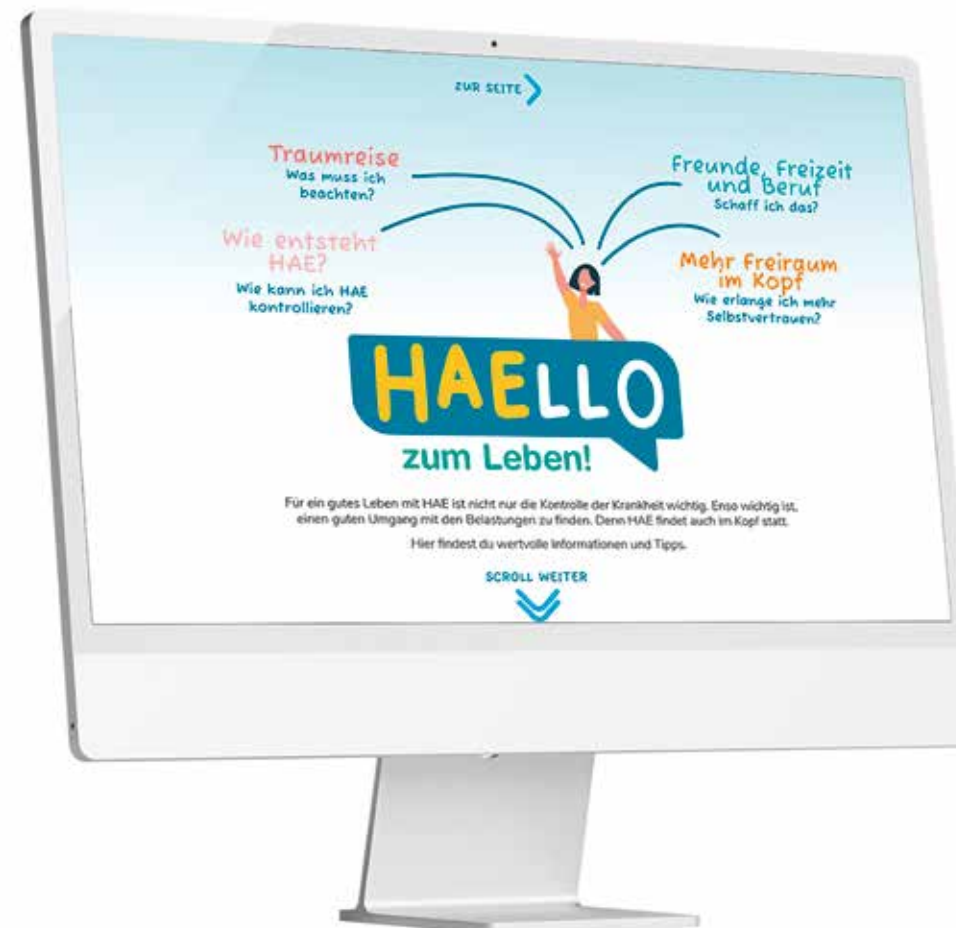 ZUR SEITE
Traumreise
Was muss ich
beachten?
Wie entsteht
HAE?
Wie kann ich HAE
kontrollieren?
Freunde, Freizeit
und Beruf
Schaff ich das?
Mehr Freiraum
im Kopf
Wie erlange ich mehr
Selbstvertrauen?
HAELLO
zum Leben!
Für ein gutes Leben mit HAE ist nicht nur die Kontrolle der Krankheit wichtig. Enso wichtig ist,
einen guten Umgang mit den Belastungen zu finden. Denn HAE findet auch im Kopf statt.
Hier findest du wertvolle Informationen und Tipps.
SCROLL WEITER